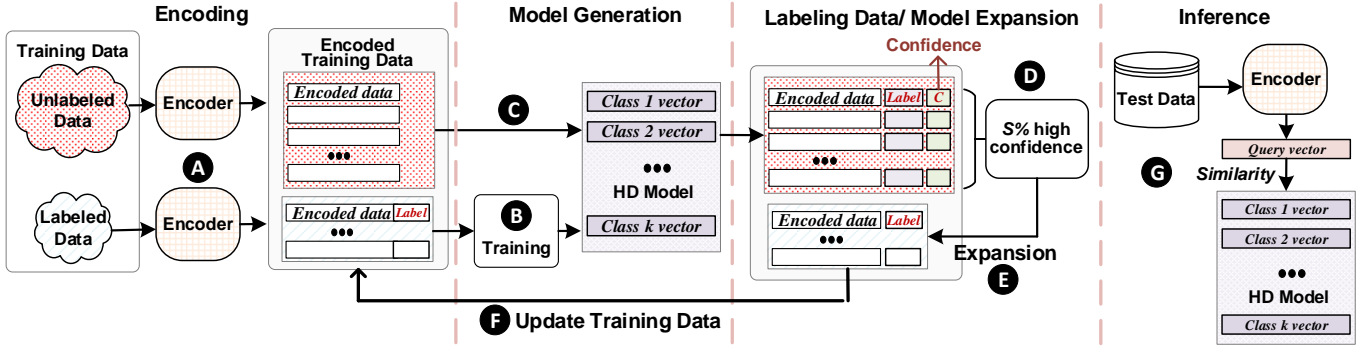 Encoding
Model Generation
Labeling Data/ Model Expansion
Inference
Training Data
Unlabeled
Data
Labeled
Data
Encoder
A
Encoder
Encoded
Training Data
Encoded data
Encoded data Label
C
B
Training
Class 1 vector
Class 2 vector
HD Model
Class k vector
Confidence
Encoded data Label C
Encoded data Label
D
S% high
confidence
Expansion
E
F Update Training Data
Test Data
Encoder
Query vector
G
Similarity
Class 1 vector
Class 2 vector
HD Model
Class k vector